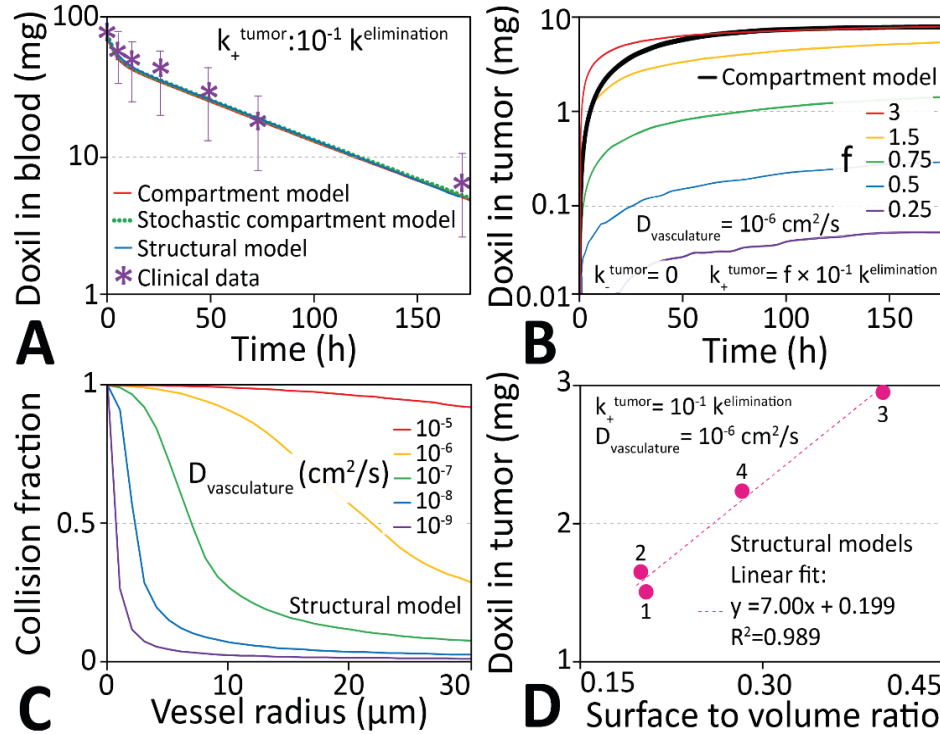 A
Doxil in blood (mg)
100
10
1
k₊ᵗᵘᵐᵒʳ:10⁻¹ kᵉˡⁱᵐⁱⁿᵃᵗⁱᵒⁿ
Compartment model
Stochastic compartment model
Structural model
Clinical data
0 50 100 150
Time (h)
B
Doxil in tumor (mg)
10
1
0.1
0.01
Compartment model
f
3
1.5
0.75
0.5
0.25
D_vasculature = 10⁻⁶ cm²/s
k₋ᵗᵘᵐᵒʳ= 0 k₊ᵗᵘᵐᵒʳ= f × 10⁻¹ kᵉˡⁱᵐⁱⁿᵃᵗⁱᵒⁿ
0 50 100 150
Time (h)
C
Collision fraction
1
0.5
0
D_vasculature (cm²/s)
10⁻⁵
10⁻⁶
10⁻⁷
10⁻⁸
10⁻⁹
Structural model
0 10 20 30
Vessel radius (µm)
D
Doxil in tumor (mg)
3
2
1
k₊ᵗᵘᵐᵒʳ= 10⁻¹ kᵉˡⁱᵐⁱⁿᵃᵗⁱᵒⁿ
D_vasculature = 10⁻⁶ cm²/s
3
4
2
1
Structural models
Linear fit:
y =7.00x + 0.199
R²=0.989
0.15 0.30 0.45
Surface to volume ratio